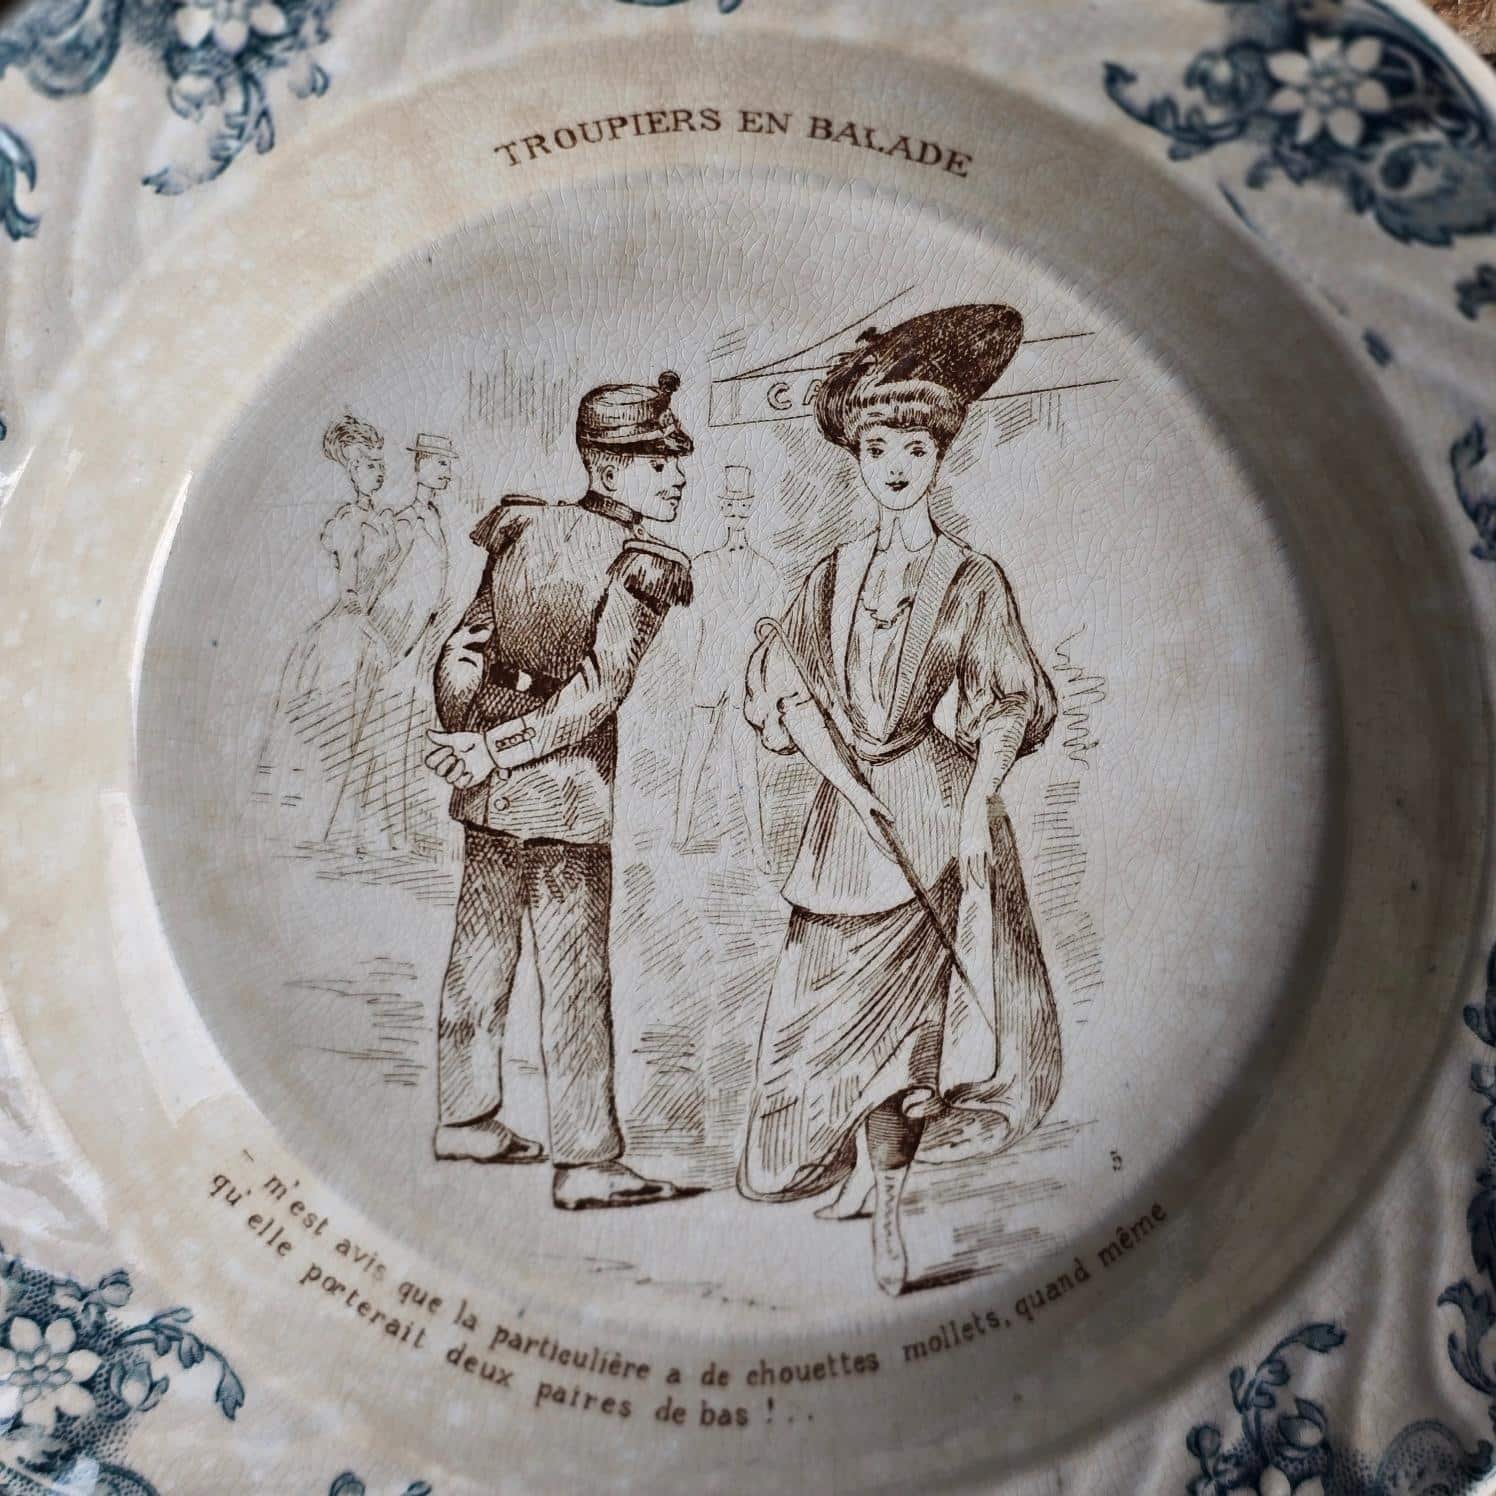 TROUPIERS EN BALADE
CA
5
- m'est avis que la particulière a de chouettes mollets, quand même
qu'elle porterait deux paires de bas !...